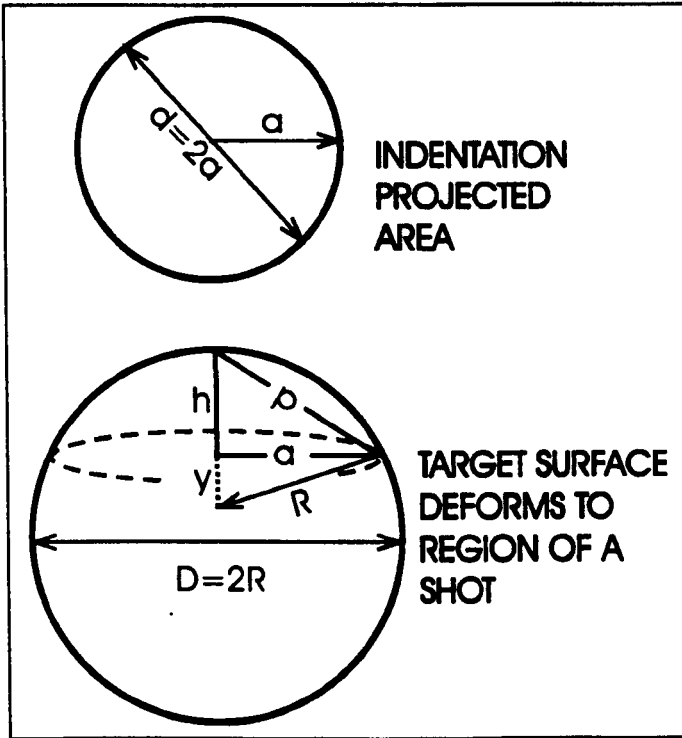 a
d=2a
INDENTATION
PROJECTED
AREA
h
ρ
a
y
R
TARGET SURFACE
DEFORMS TO
REGION OF A
SHOT
D=2R